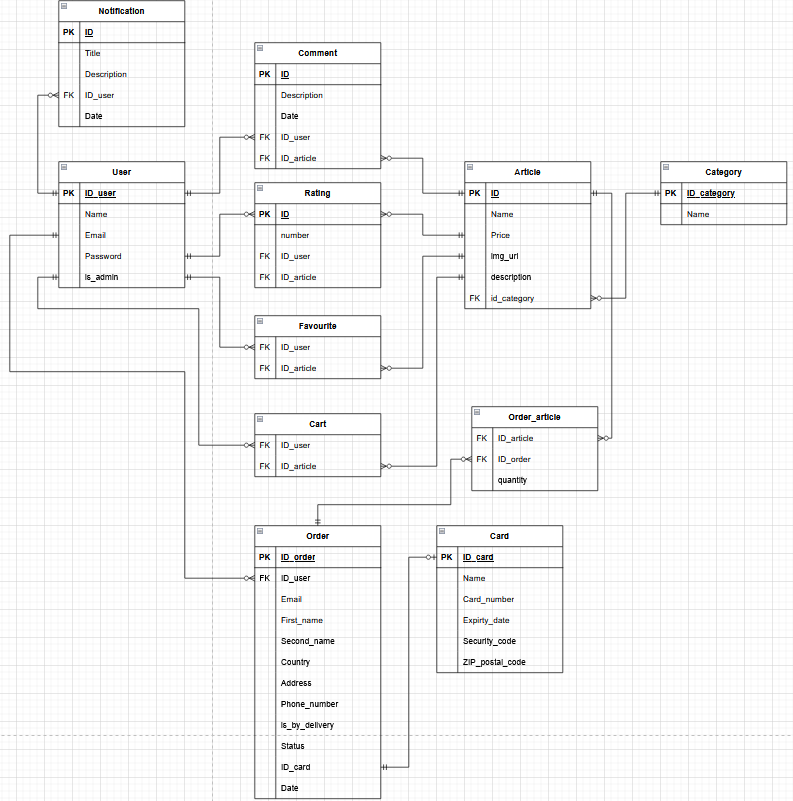 Notification
PK ID
Title
Description
FK ID_user
Date
Comment
PK ID
Description
Date
FK ID_user
FK ID_article
User
PK ID_user
Name
Email
Password
is_admin
Rating
PK ID
number
FK ID_user
FK ID_article
Article
PK ID
Name
Price
img_url
description
FK id_category
Category
PK ID_category
Name
Favourite
FK ID_user
FK ID_article
Cart
FK ID_user
FK ID_article
Order_article
FK ID_article
FK ID_order
quantity
Order
PK ID_order
FK ID_user
Email
First_name
Second_name
Country
Address
Phone_number
is_by_delivery
Status
ID_card
Date
Card
PK ID_card
Name
Card_number
Expirty_date
Security_code
ZIP_postal_code